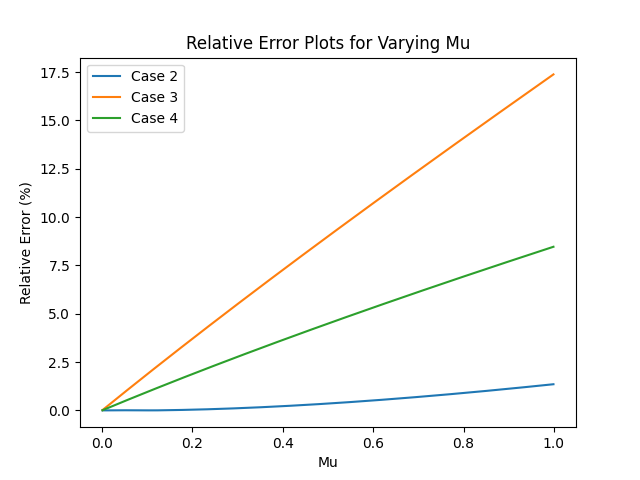 Relative Error Plots for Varying Mu
Case 2
Case 3
Case 4
17.5
15.0
12.5
10.0
7.5
5.0
2.5
0.0
Relative Error (%)
0.0 0.2 0.4 0.6 0.8 1.0
Mu